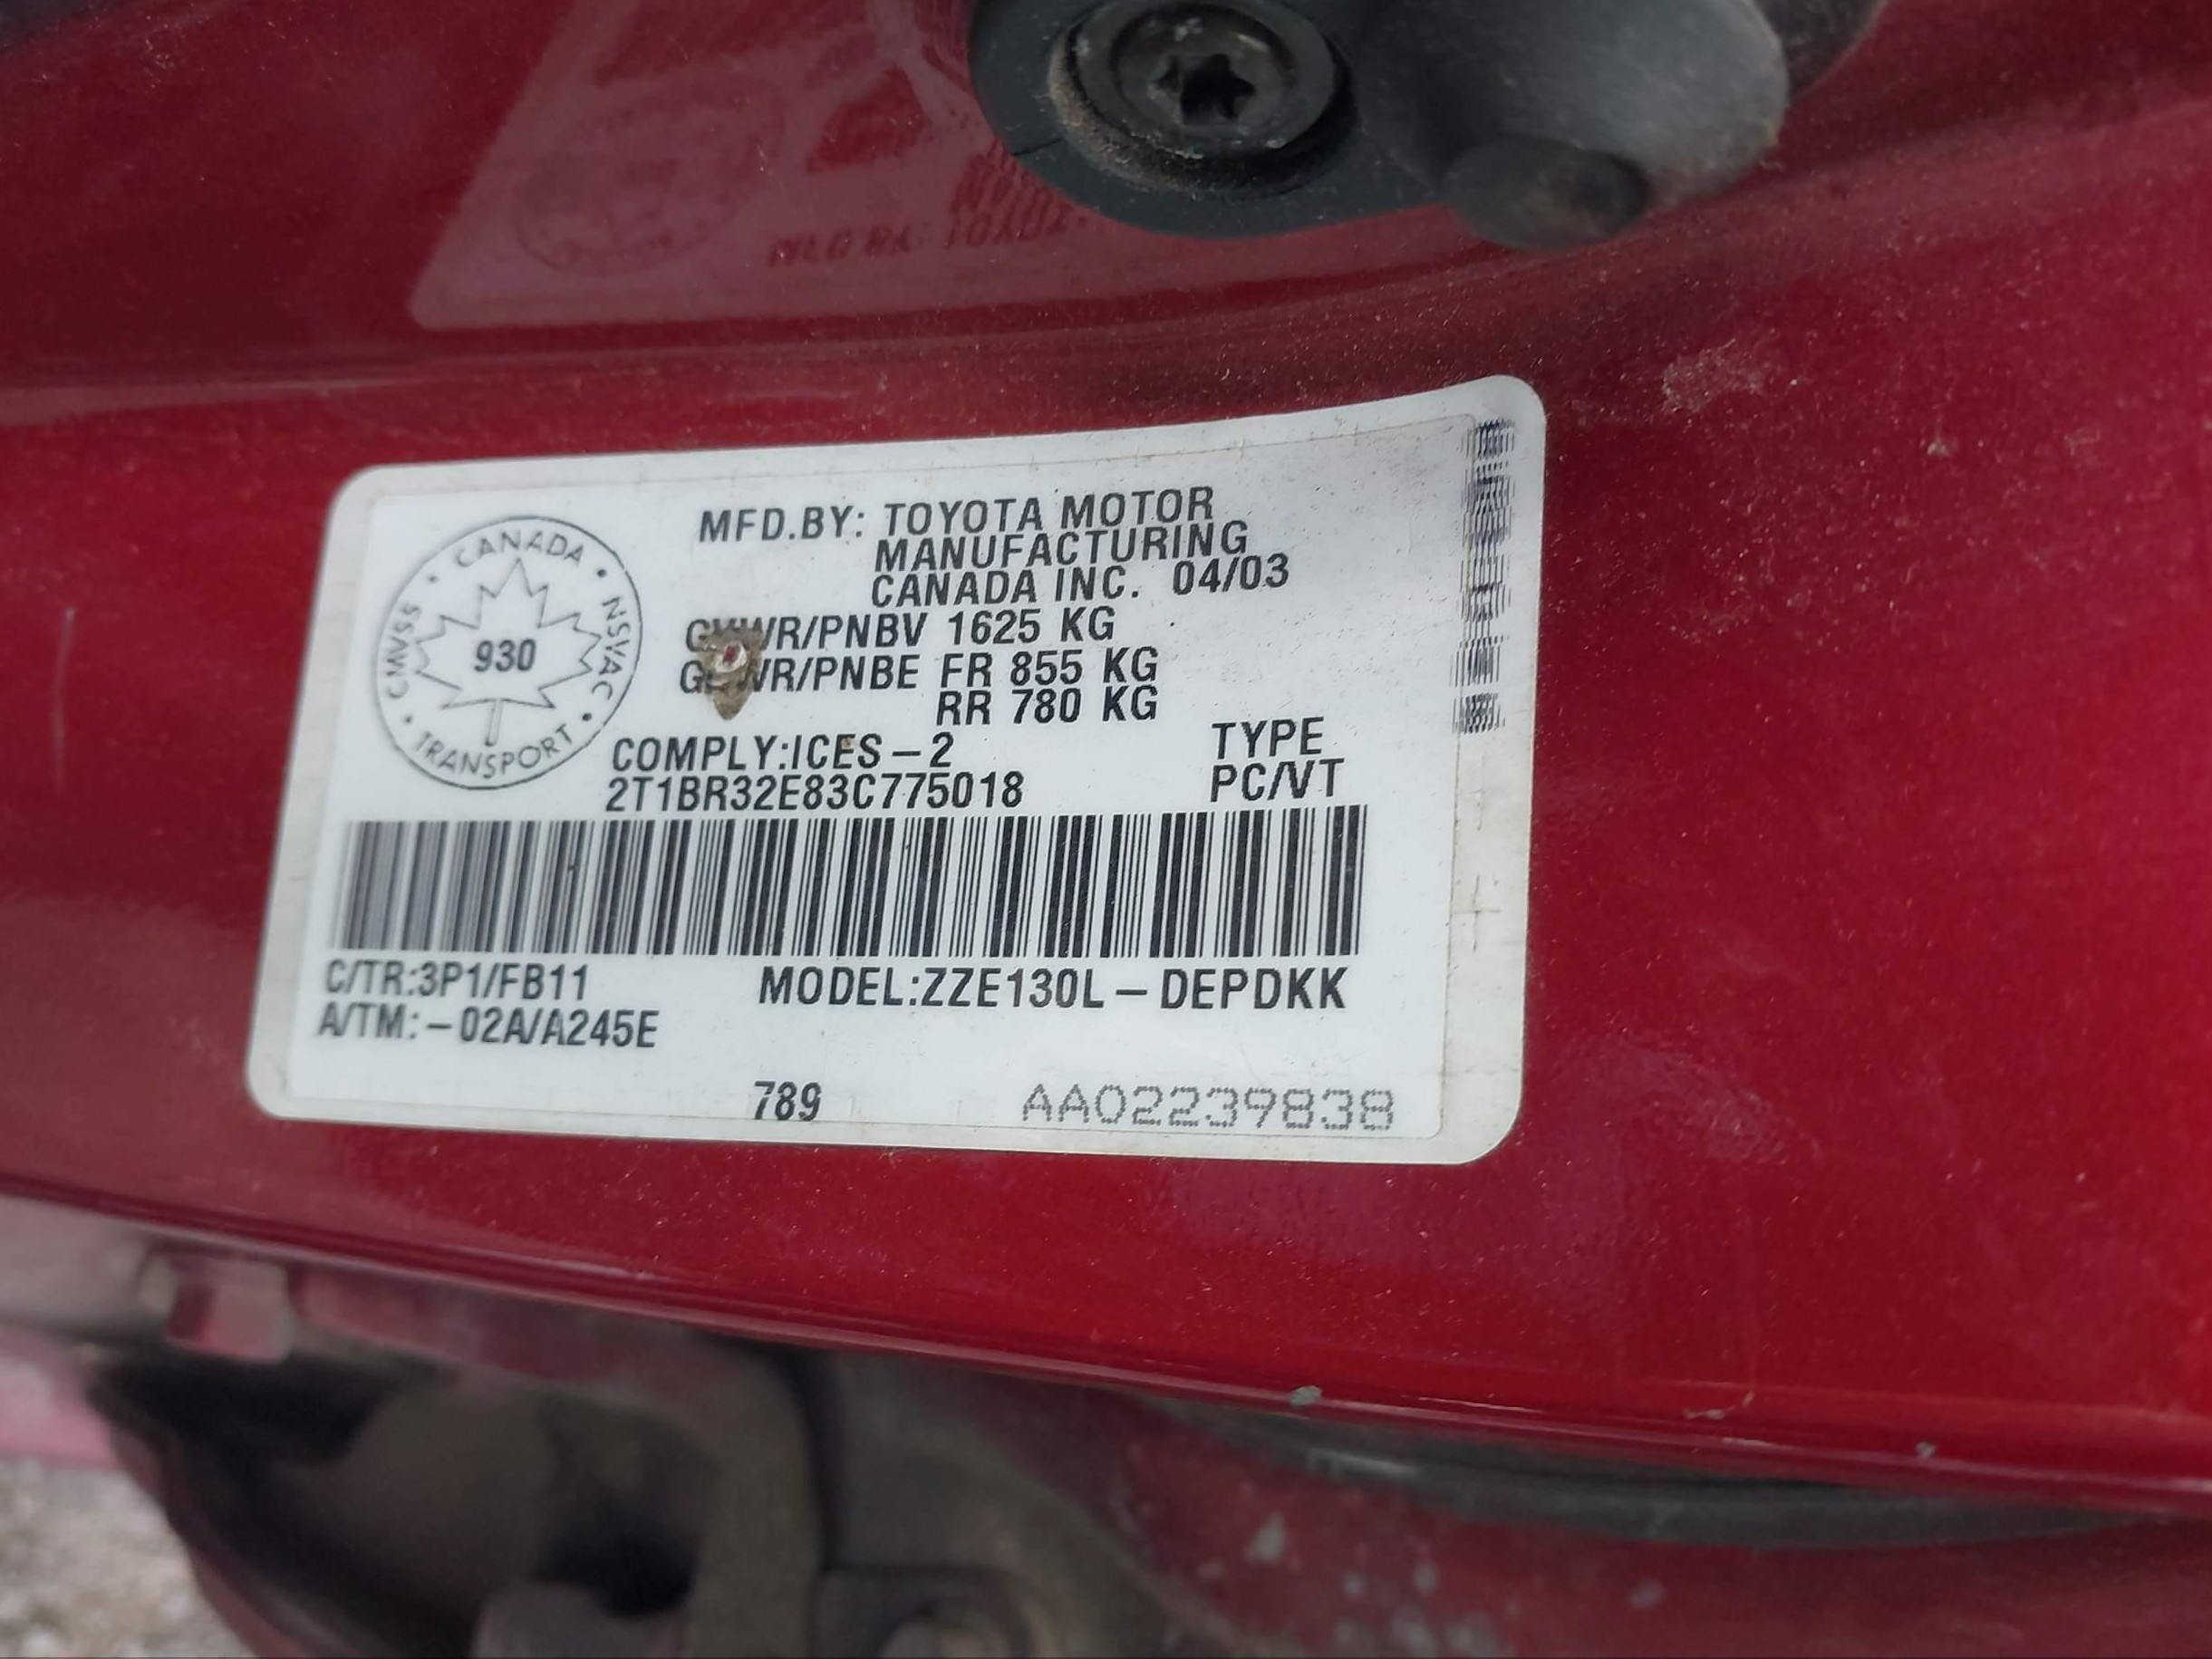 CANADA
CMVSS
NSVAC
930
TRANSPORT
MFD.BY: TOYOTA MOTOR
MANUFACTURING
CANADA INC. 04/03
/PNBV 1625 KG
/PNBE FR 855 KG
RR 780 KG
COMPLY:ICES-2
TYPE
2T1BR32E83C775018
PC/VT
C/TR:3P1/FB11
MODEL:ZZE130L-DEPDKK
A/TM:-02A/A245E
789
AA02239838